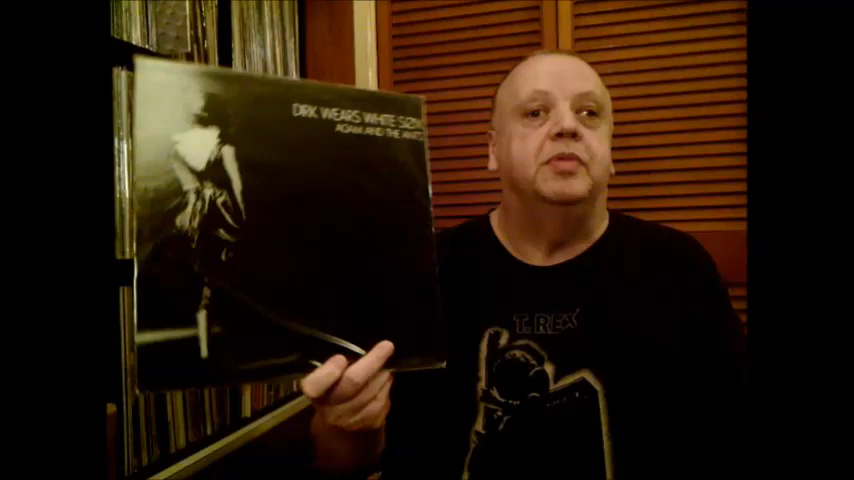 DIRK WEARS WHITE SOX
ADAM AND THE ANTS
T. REX